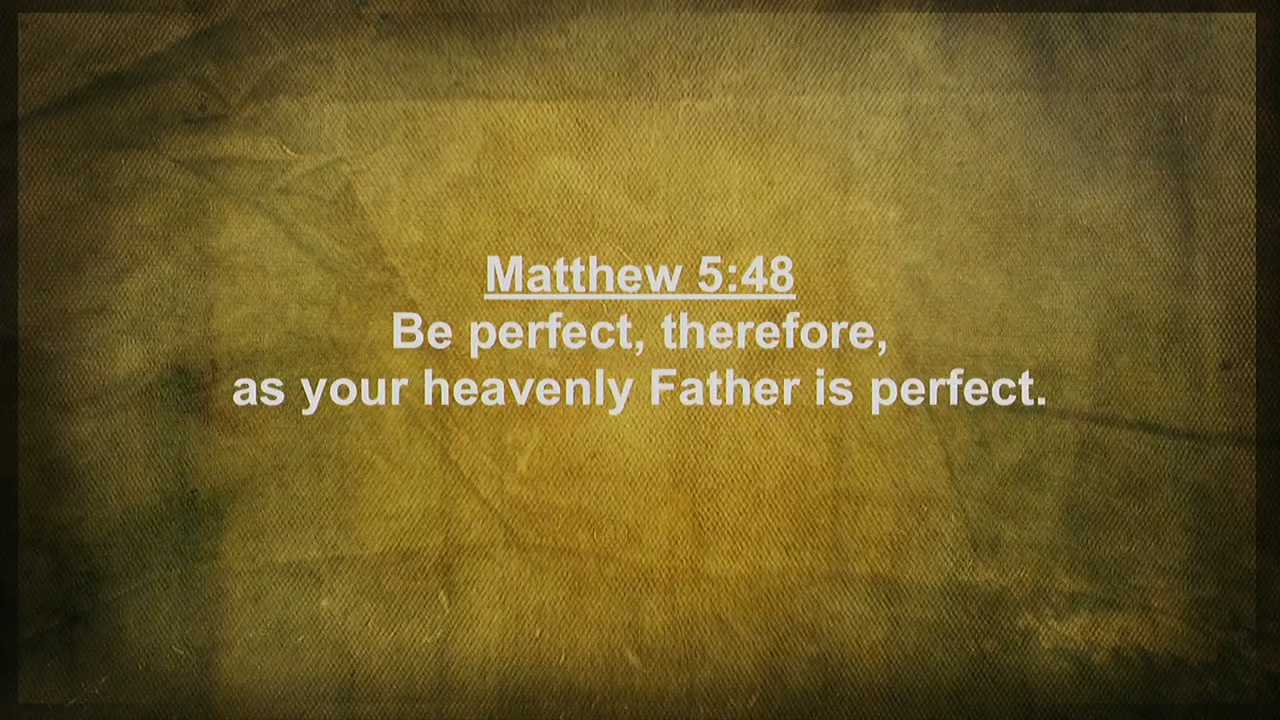 Matthew 5:48
Be perfect, therefore,
as your heavenly Father is perfect.